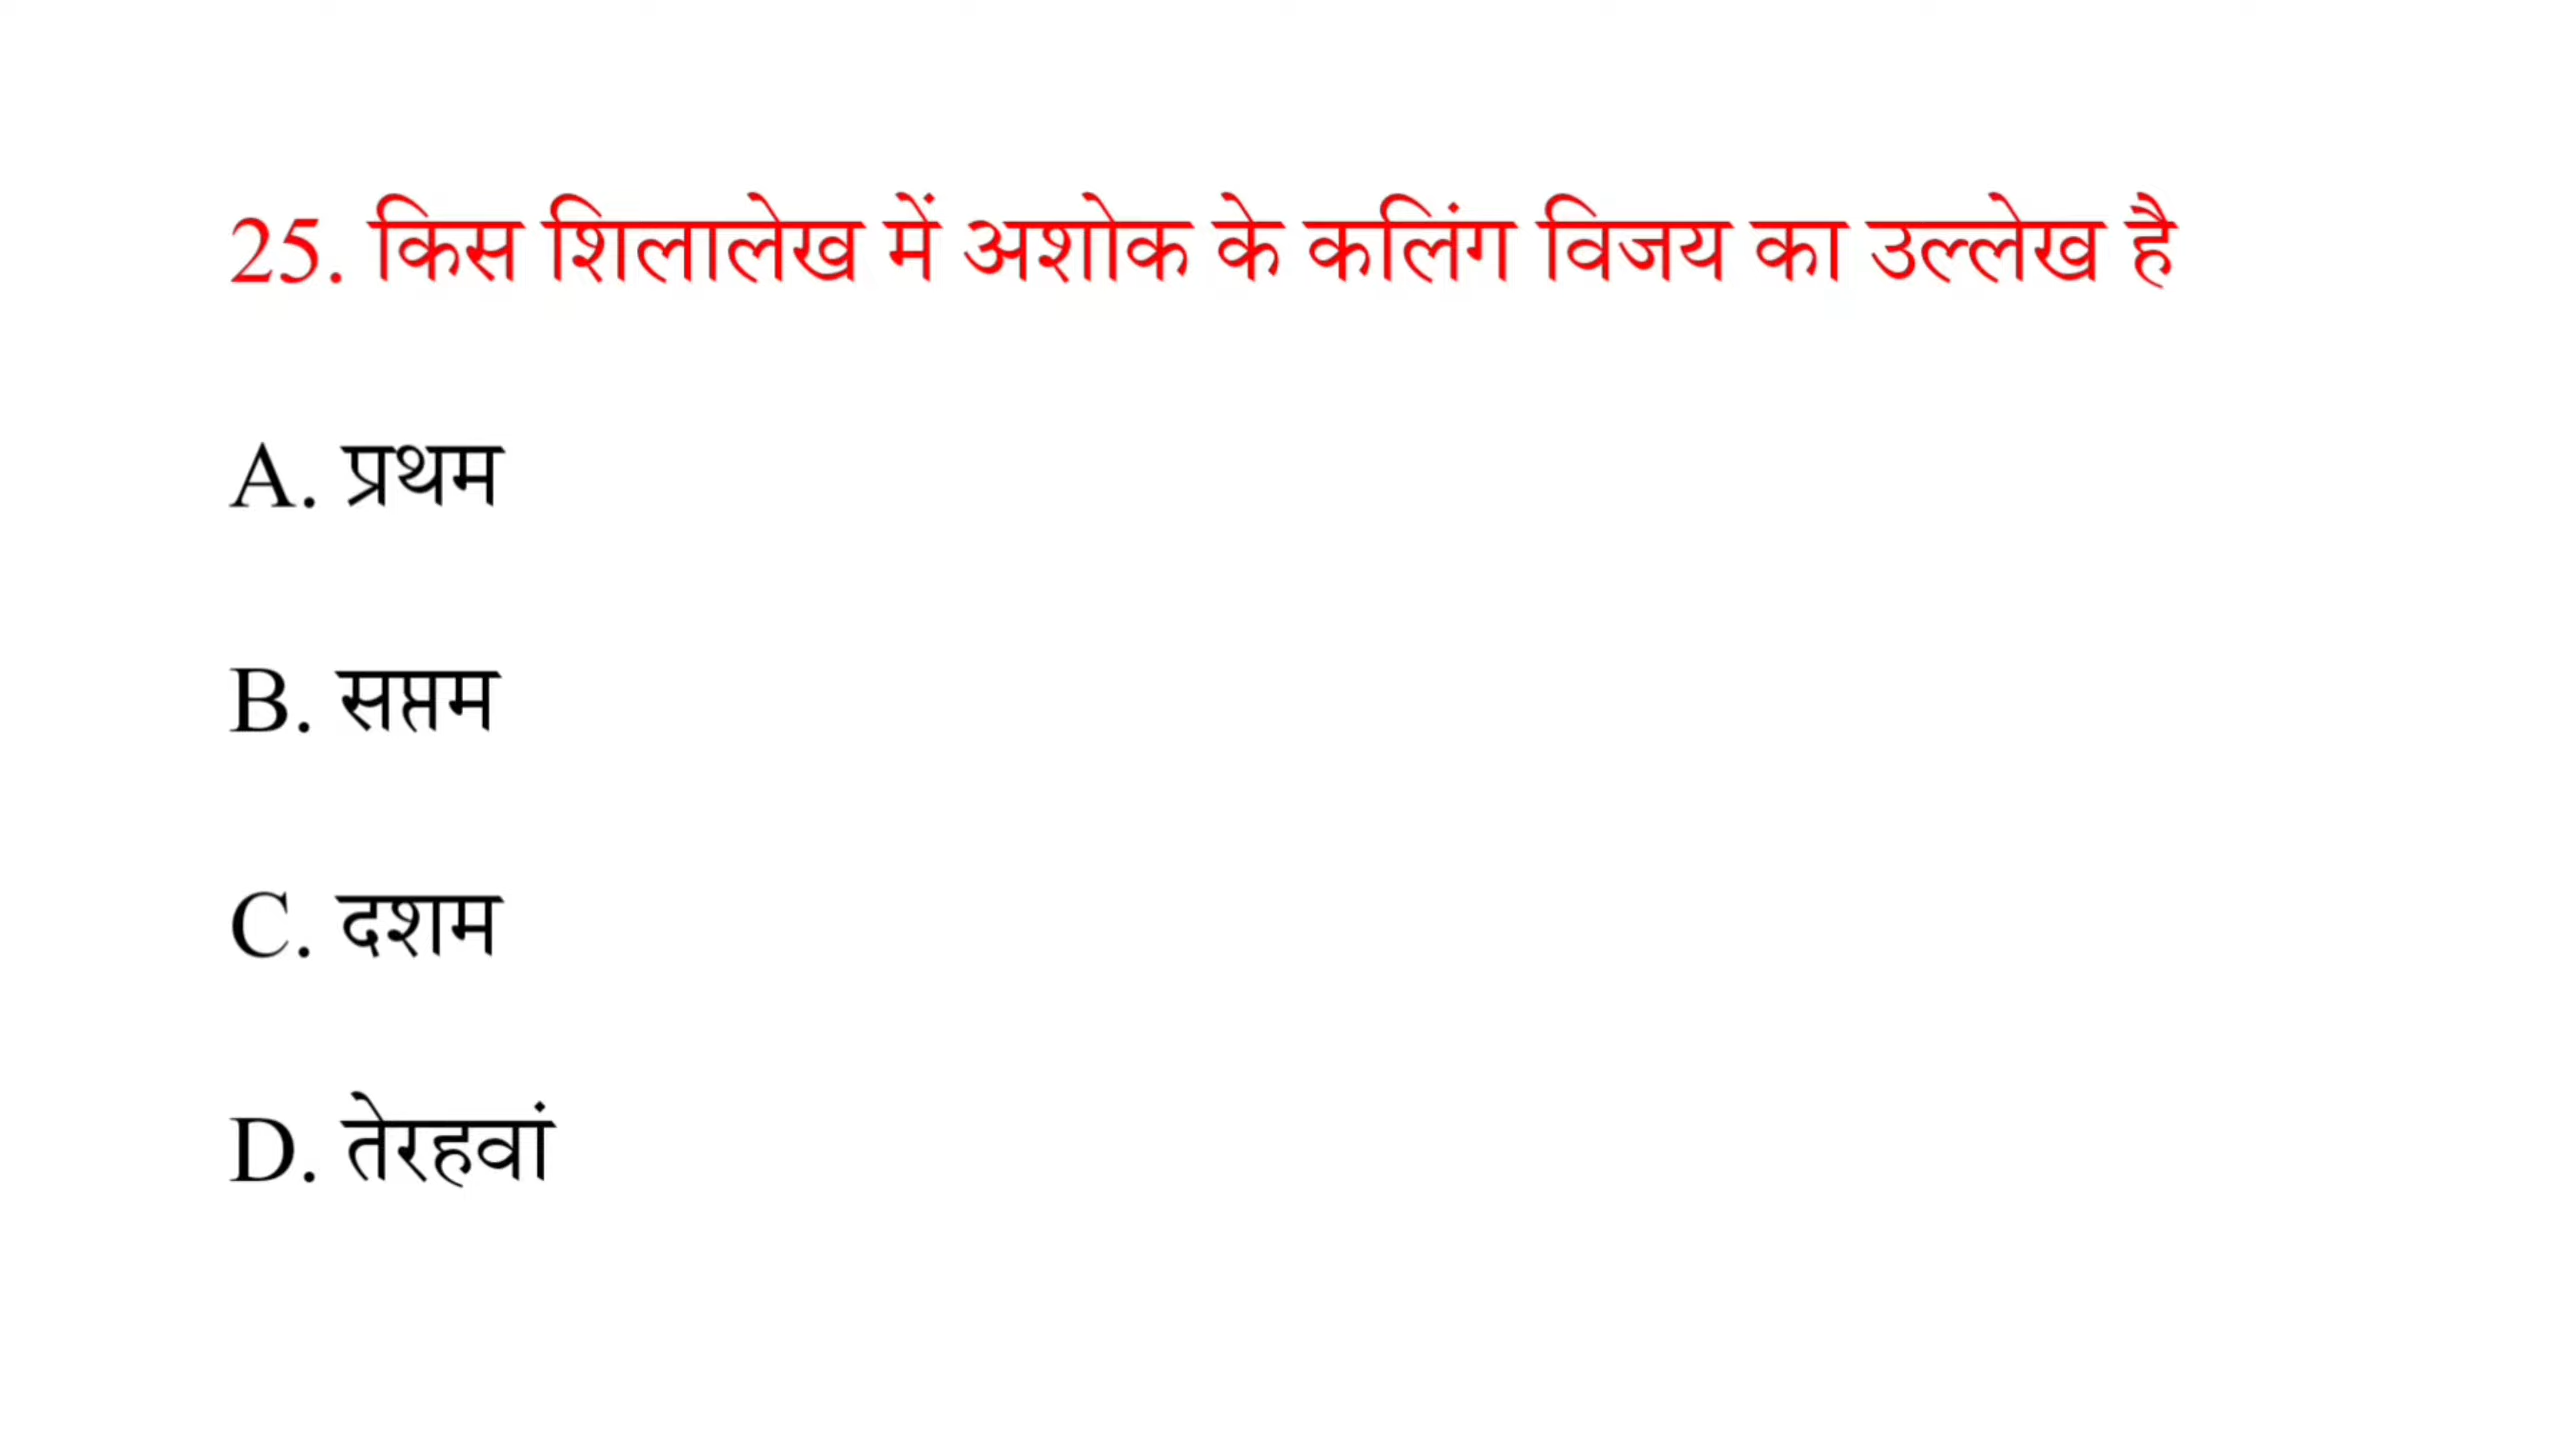 25. किस शिलालेख में अशोक के कलिंग विजय का उल्लेख है
A. प्रथम
B. सप्तम
C. दशम
D. तेरहवां